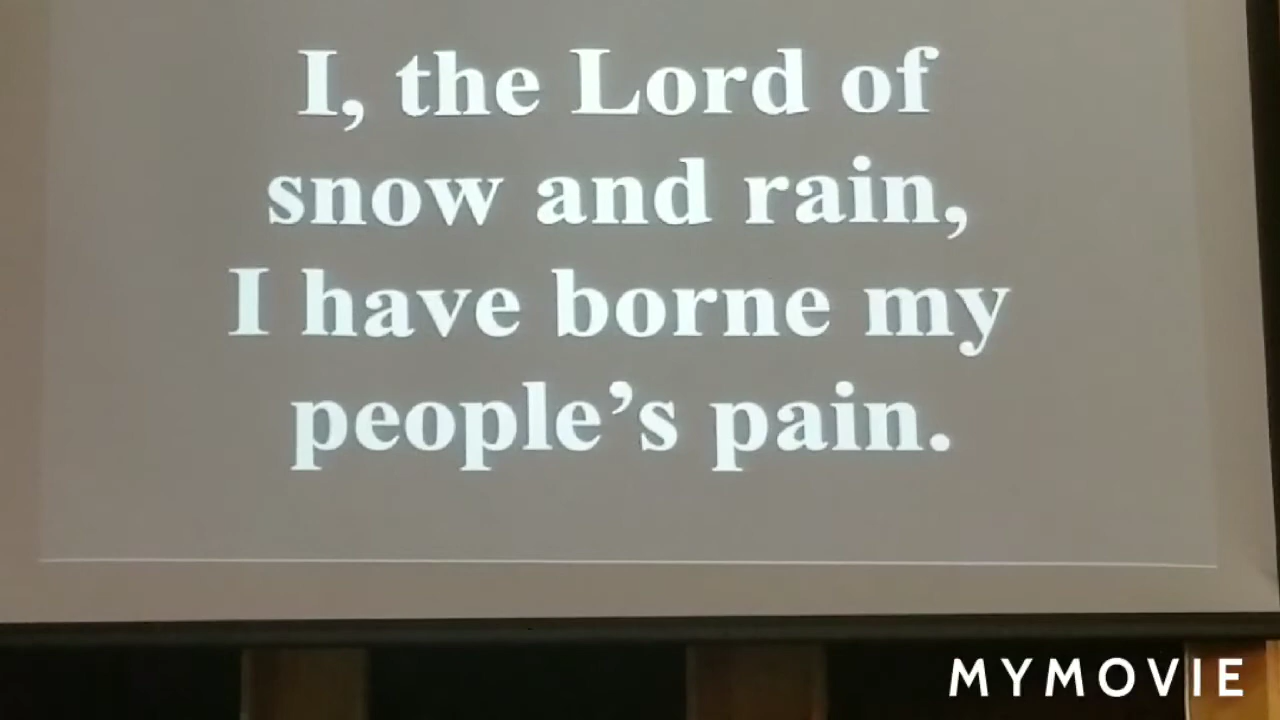 I, the Lord of
snow and rain,
I have borne my
people’s pain.
MYMOVIE